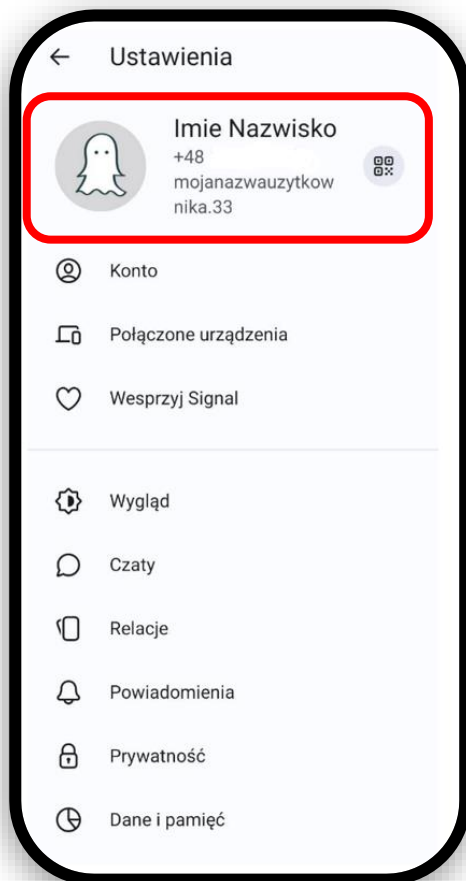 Ustawienia
Imie Nazwisko
+48
mojanazwauzytkow
nika.33
Konto
Połączone urządzenia
Wesprzyj Signal
Wygląd
Czaty
Relacje
Powiadomienia
Prywatność
Dane i pamięć